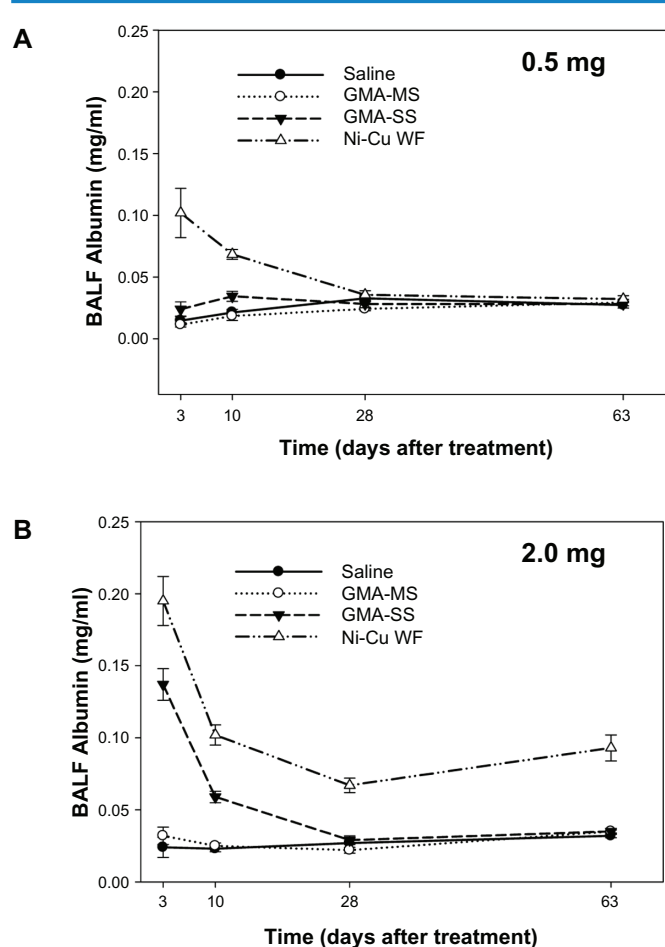 A
0.5 mg
Saline
GMA-MS
GMA-SS
Ni-Cu WF
BALF Albumin (mg/ml)
0.25
0.20
0.15
0.10
0.05
0.00
3 10 28 63
Time (days after treatment)
B
2.0 mg
Saline
GMA-MS
GMA-SS
Ni-Cu WF
BALF Albumin (mg/ml)
0.25
0.20
0.15
0.10
0.05
0.00
3 10 28 63
Time (days after treatment)